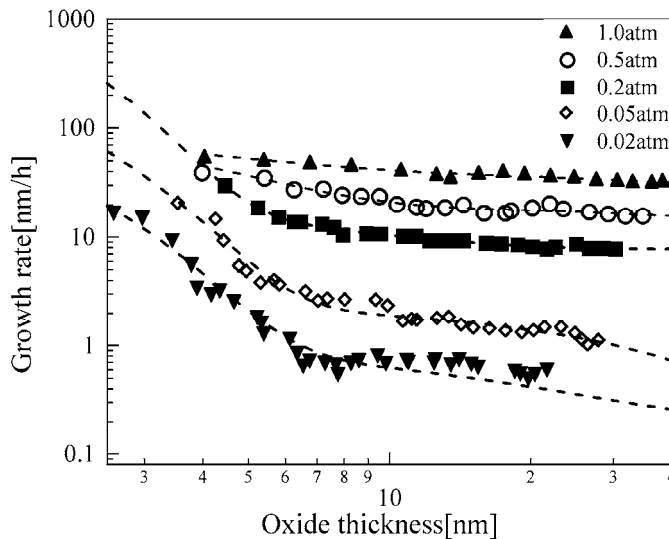 1000
100
10
1
0.1
Growth rate[nm/h]
1.0atm
0.5atm
0.2atm
0.05atm
0.02atm
3 4 5 6 7 8 9 2 3 4
10
Oxide thickness[nm]